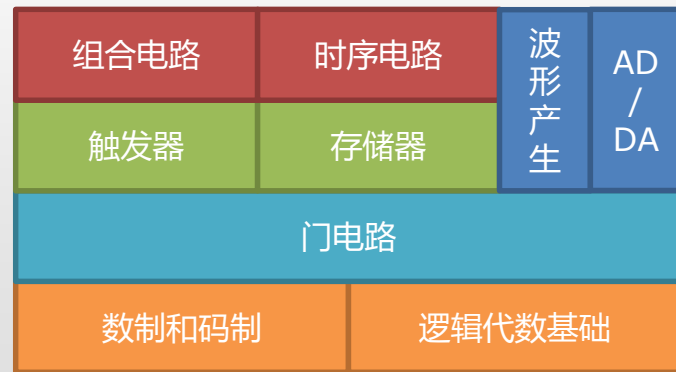 组合电路
时序电路
波形产生
AD
/
DA
触发器
存储器
门电路
数制和码制
逻辑代数基础